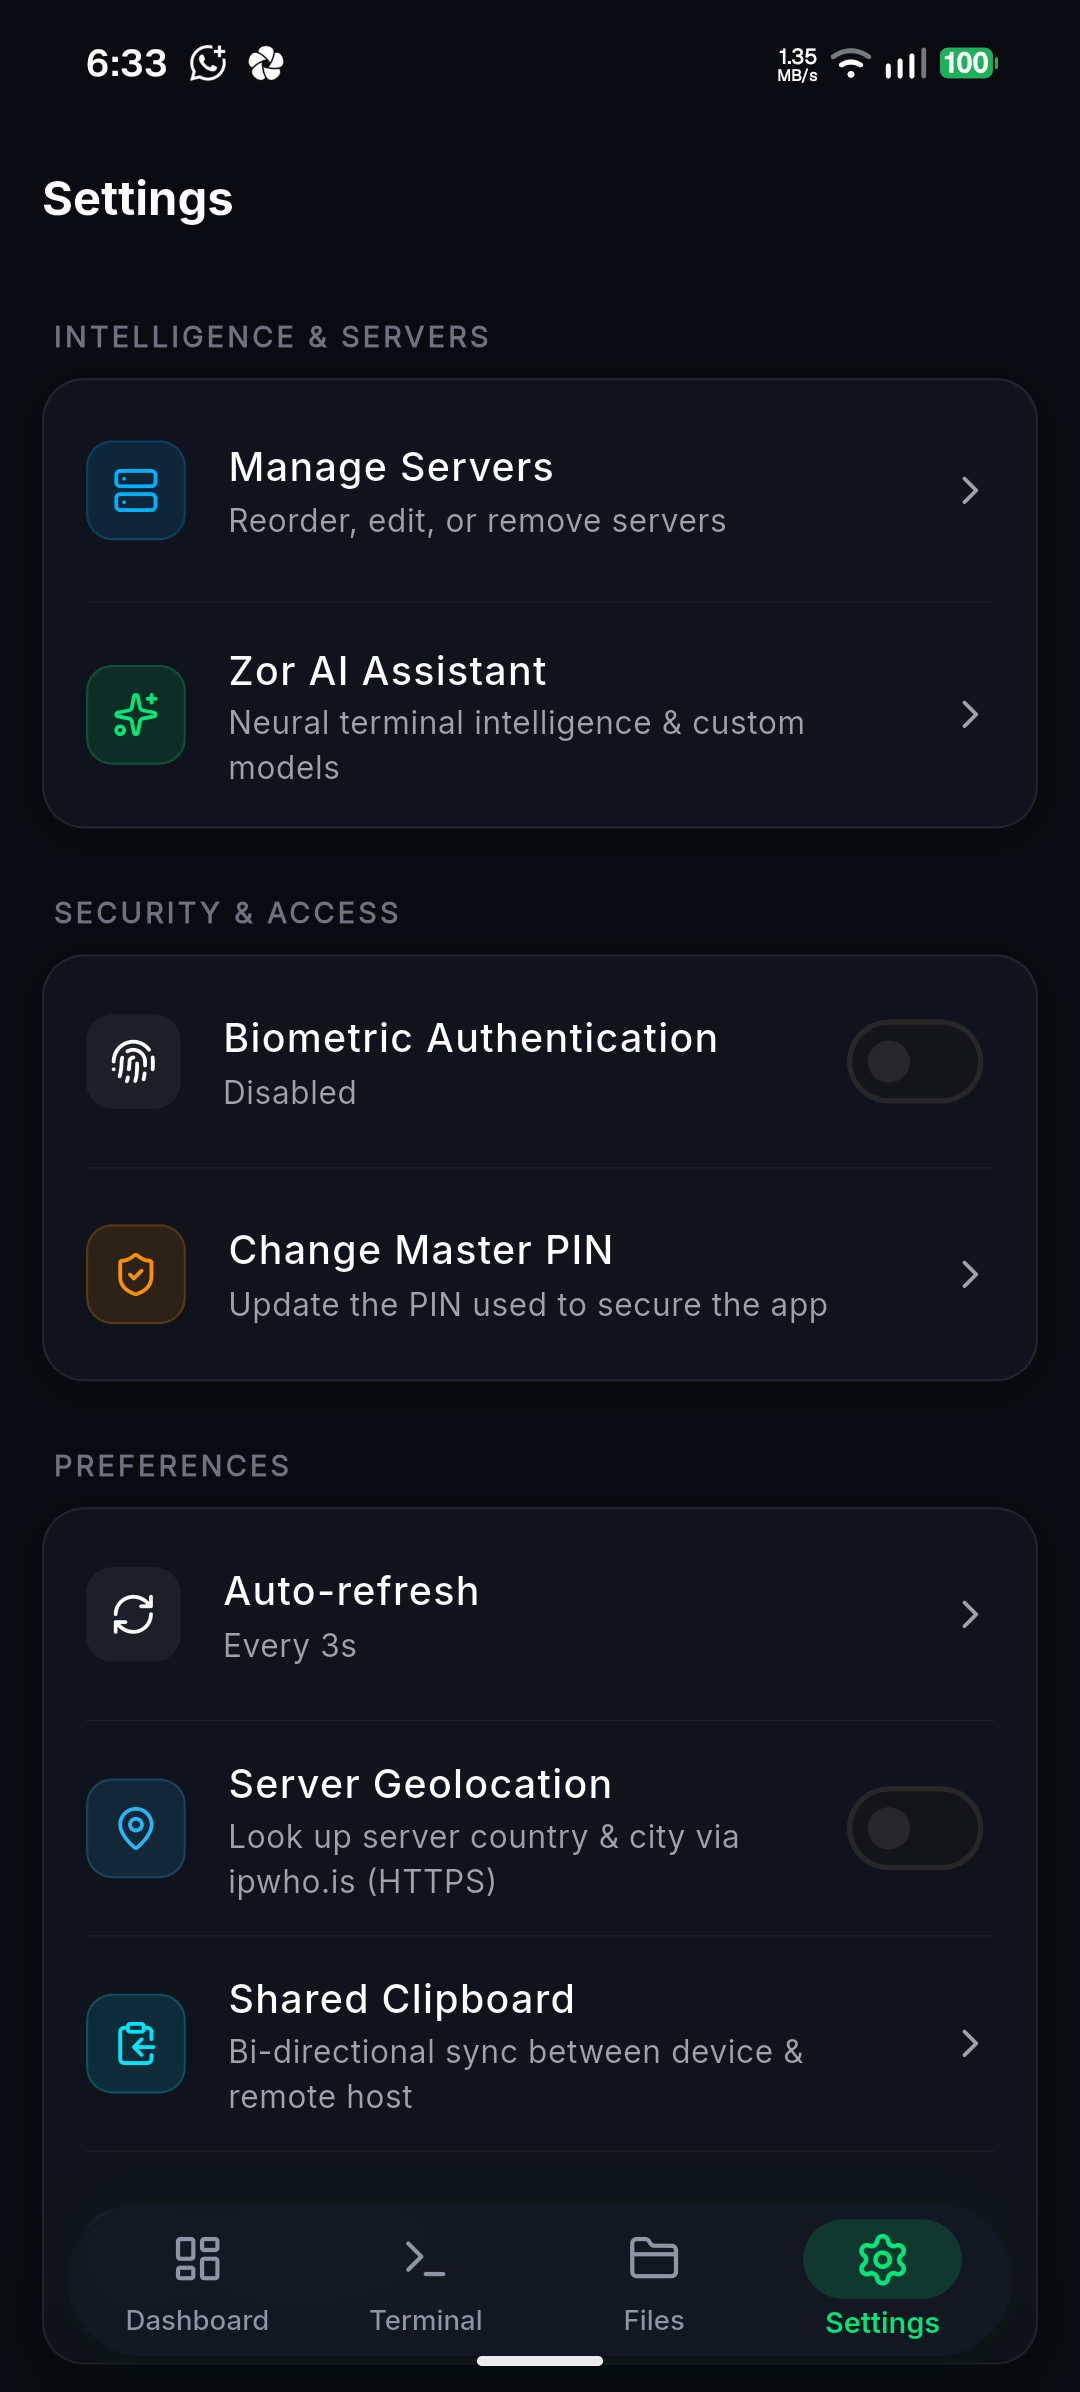 6:33
1.35
MB/s
100
Settings
INTELLIGENCE & SERVERS
Manage Servers
Reorder, edit, or remove servers
Zor AI Assistant
Neural terminal intelligence & custom
models
SECURITY & ACCESS
Biometric Authentication
Disabled
Change Master PIN
Update the PIN used to secure the app
PREFERENCES
Auto-refresh
Every 3s
Server Geolocation
Look up server country & city via
ipwho.is (HTTPS)
Shared Clipboard
Bi-directional sync between device &
remote host
Dashboard
Terminal
Files
Settings